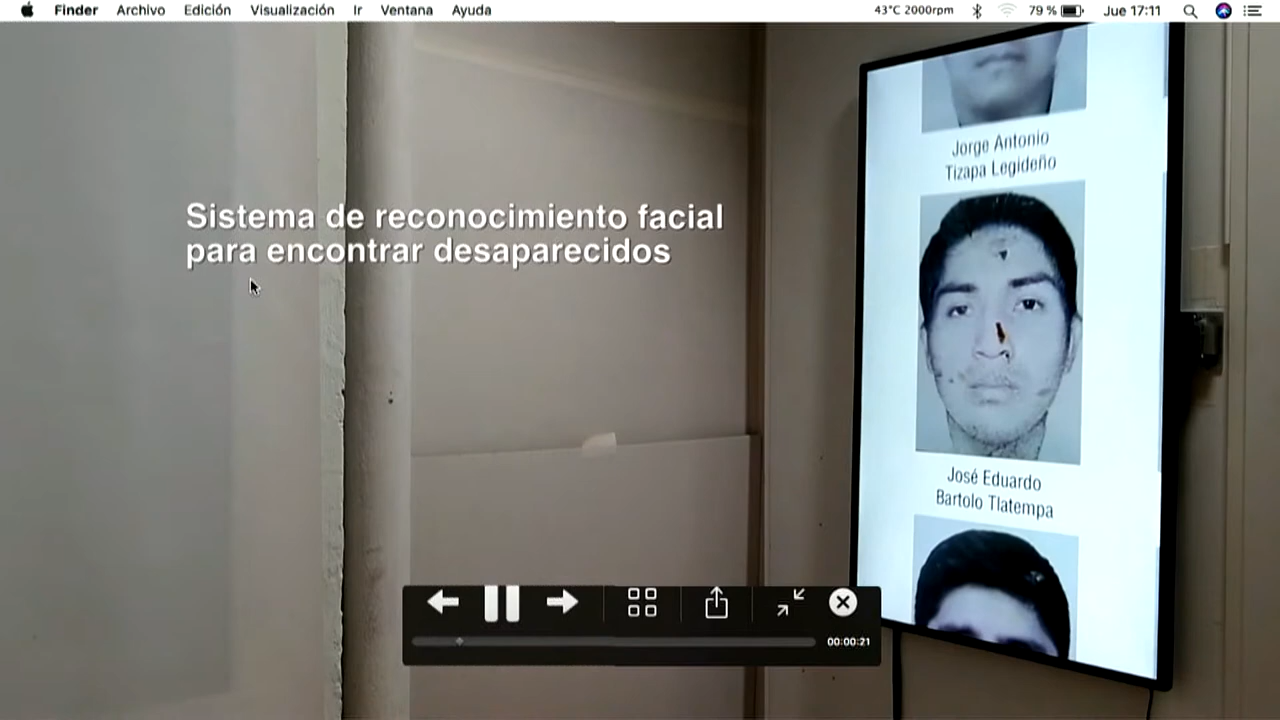 Finder Archivo Edición Visualización Ir Ventana Ayuda 43°C 2000rpm 79 % Jue 17:11
Sistema de reconocimiento facial
para encontrar desaparecidos
Jorge Antonio
Tizapa Legideño
José Eduardo
Bartolo Tlatempa
00:00:21